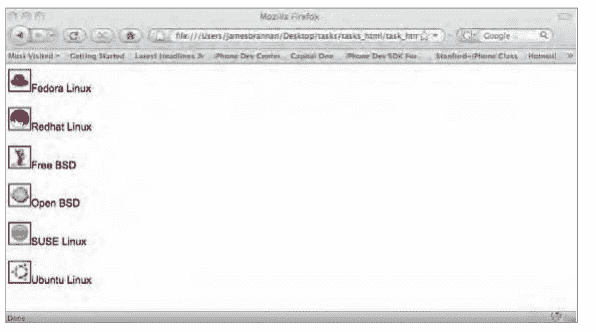 Mozilla Firefox
file:///Users/jamesbrannan/Desktop/tasks/tasks_html/task_htm
Google
Most Visited Getting Started Latest Headlines iPhone Dev Center Capital One iPhone Dev SDK For... Stanford-iPhone Class Hotmail
Fedora Linux
Redhat Linux
Free BSD
Open BSD
SUSE Linux
Ubuntu Linux
Done